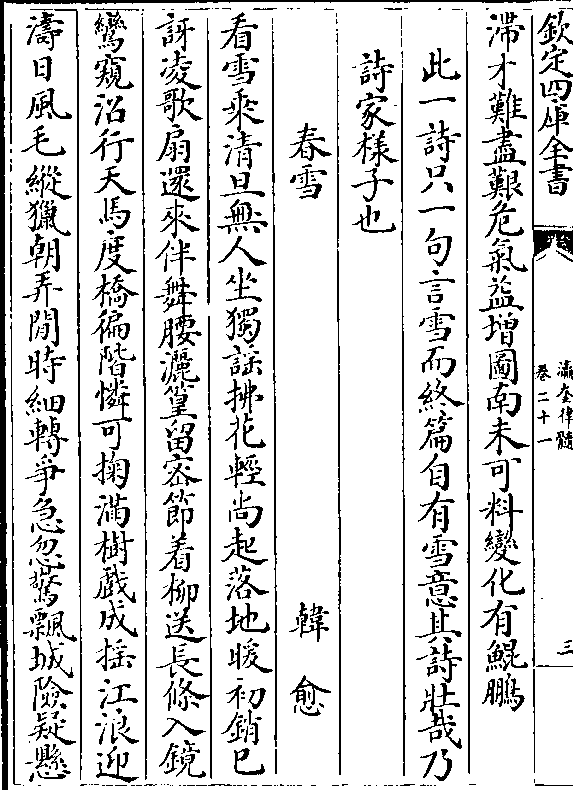 欽定四庫全書
瀛奎律髓
卷二十一
三
滯才難盡艱危氣益增圖南未可料變化有鯤鵬
此一詩只一句言雪而終篇自有雪意其詩壯哉乃
詩家樣子也
春雪 韓愈
看雪乘清旦無人坐獨謡拂花輕尚起落地暖初銷已
訝凌歌扇還來伴舞腰灑篁留宻節着柳送長條入鏡
鸞窺沼行天馬度橋徧階憐可掬滿樹戲成揺江浪迎
濤日風毛縱獵朝弄閒時細轉爭急忽驚飄城險疑懸